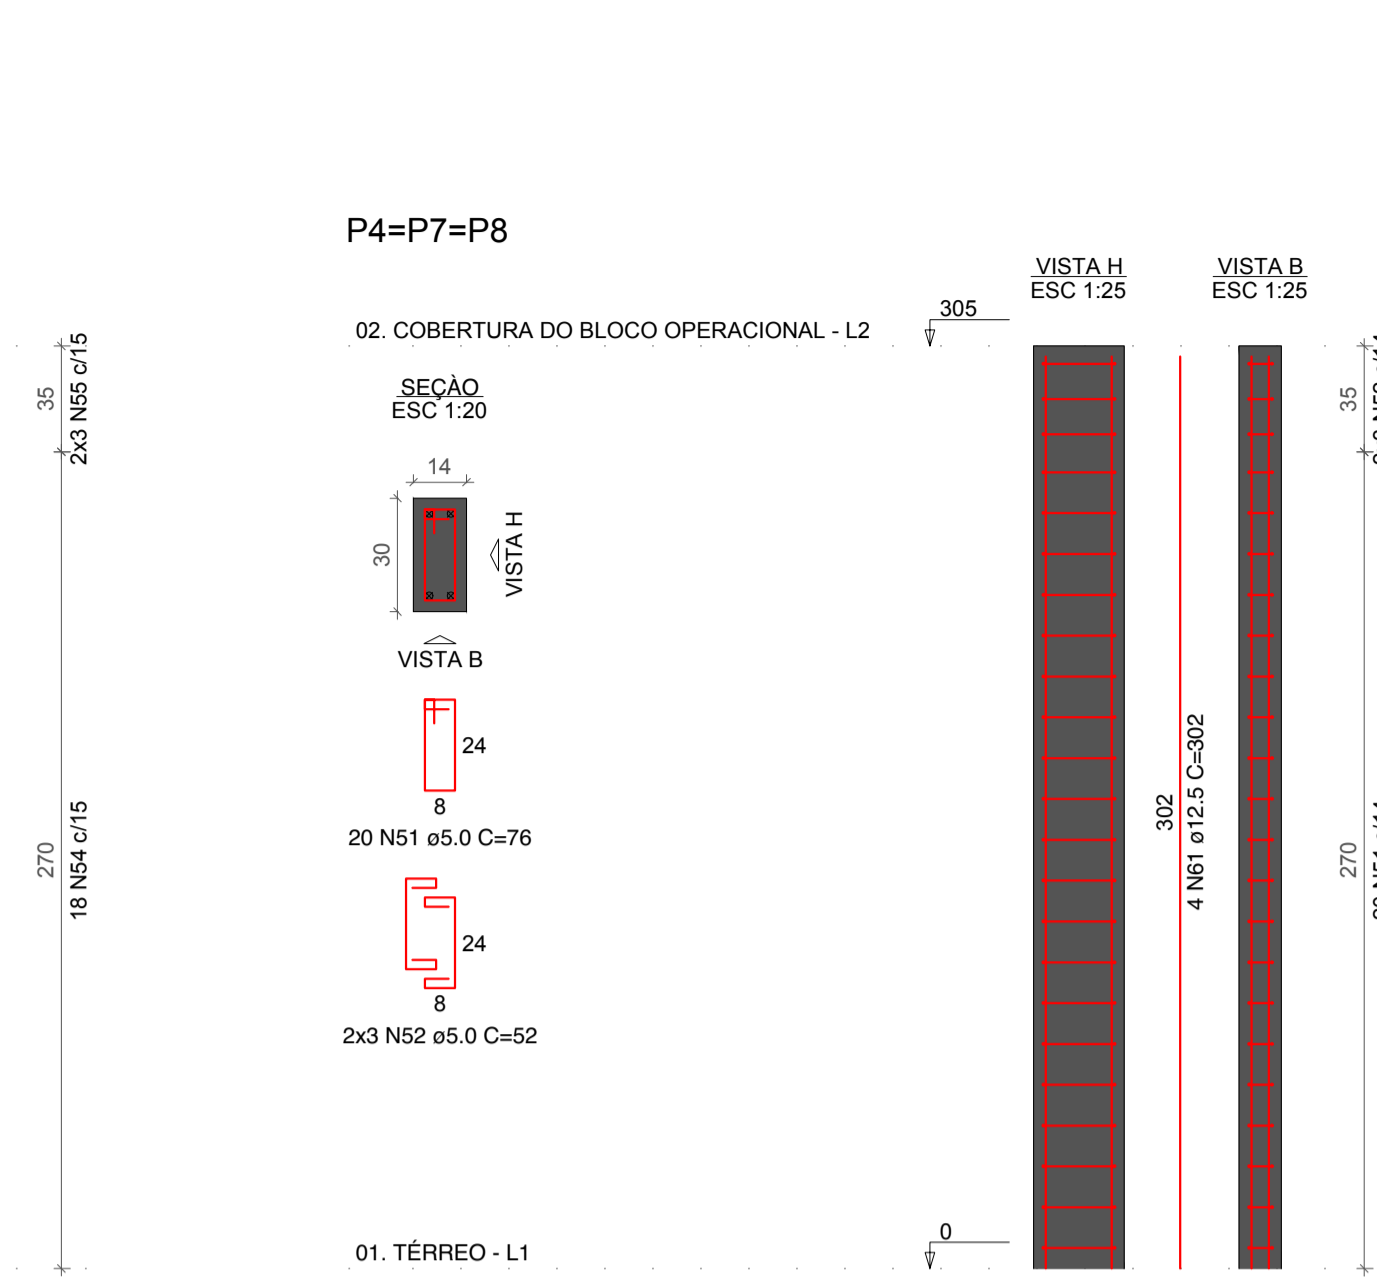 P4=P7=P8
VISTA H
ESC 1:25
VISTA B
ESC 1:25
305
02. COBERTURA DO BLOCO OPERACIONAL - L2
35
2x3 N55 c/15
SEÇÀO
ESC 1:20
14
30
VISTA H
VISTA B
24
8
20 N51 ø5.0 C=76
24
8
2x3 N52 ø5.0 C=52
270
18 N54 c/15
302
4 N61 ø12.5 C=302
35
270
0
01. TÉRREO - L1